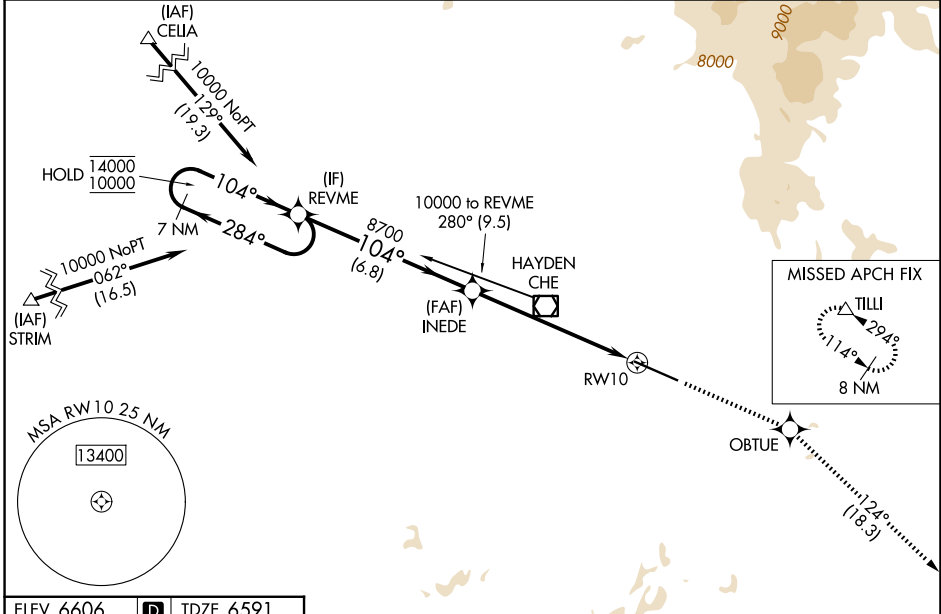 (IAF)
CELIA
10000 NoPT
129°
(19.3)
9000
8000
HOLD 14000
10000
104°
(IF)
REVME
7 NM
284°
10000 to REVME
280° (9.5)
8700
104°
(6.8)
HAYDEN
CHE
10000 NoPT
062°
(16.5)
(IAF)
STRIM
(FAF)
INEDE
RW10
MISSED APCH FIX
TILLI
294°
114°
8 NM
OBTUE
124°
(18.3)
MSA RW10 25 NM
13400
ELEV 6606 D TDZE 6591